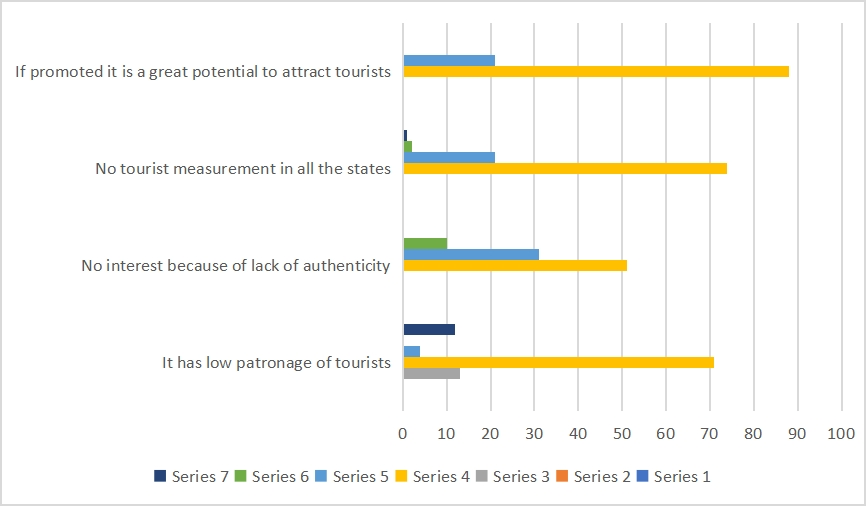 If promoted it is a great potential to attract tourists
No tourist measurement in all the states
No interest because of lack of authenticity
It has low patronage of tourists
0 10 20 30 40 50 60 70 80 90 100
Series 7 Series 6 Series 5 Series 4 Series 3 Series 2 Series 1